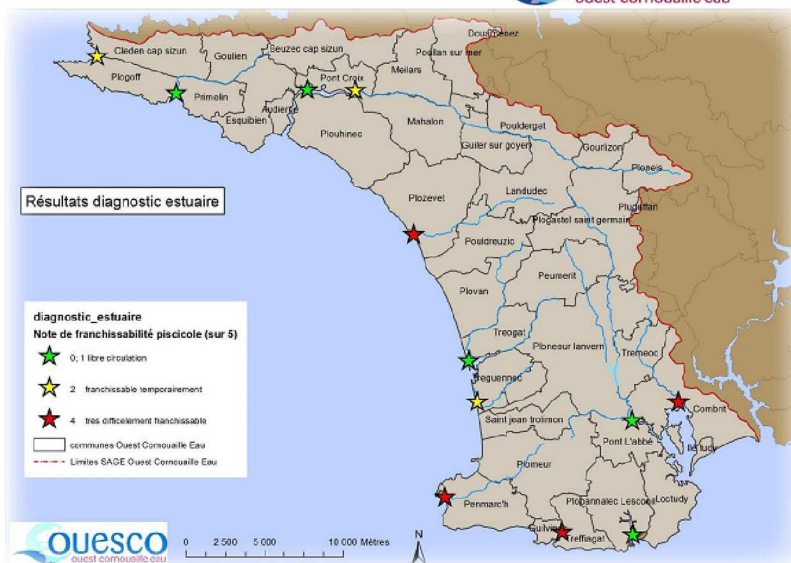 ouest cornouaille eau
Douarnenez
Cleden cap sizun
Goulien
Beuzec cap sizun
Poullan sur mer
Plogoff
Primelin
Pont Croix
Meilars
Esquibien
Audierne
Plouhinec
Mahalon
Pouldergat
Guiler sur goyen
Gourlizon
Ploneis
Résultats diagnostic estuaire
Plozevet
Landudec
Pluguffan
Plogastel saint germain
Pouldreuzic
Peumerit
Plovan
Treogat
Ploneour lanvern
Tremeoc
Treguennec
Combrit
Saint jean trolimon
Pont L'abbé
Ile tudy
Plomeur
Penmarc'h
Plobannalec Lesconil
Loctudy
Guilvinec
Treffiagat
diagnostic_estuaire
Note de franchissabilité piscicole (sur 5)
0; 1 libre circulation
2 franchissable temporairement
4 très difficelement franchissable
communes Ouest Cornouaille Eau
Limites SAGE Ouest Cornouaille Eau
ouesco
ouest cornouaille eau
0 2 500 5 000 10 000 Mètres
N